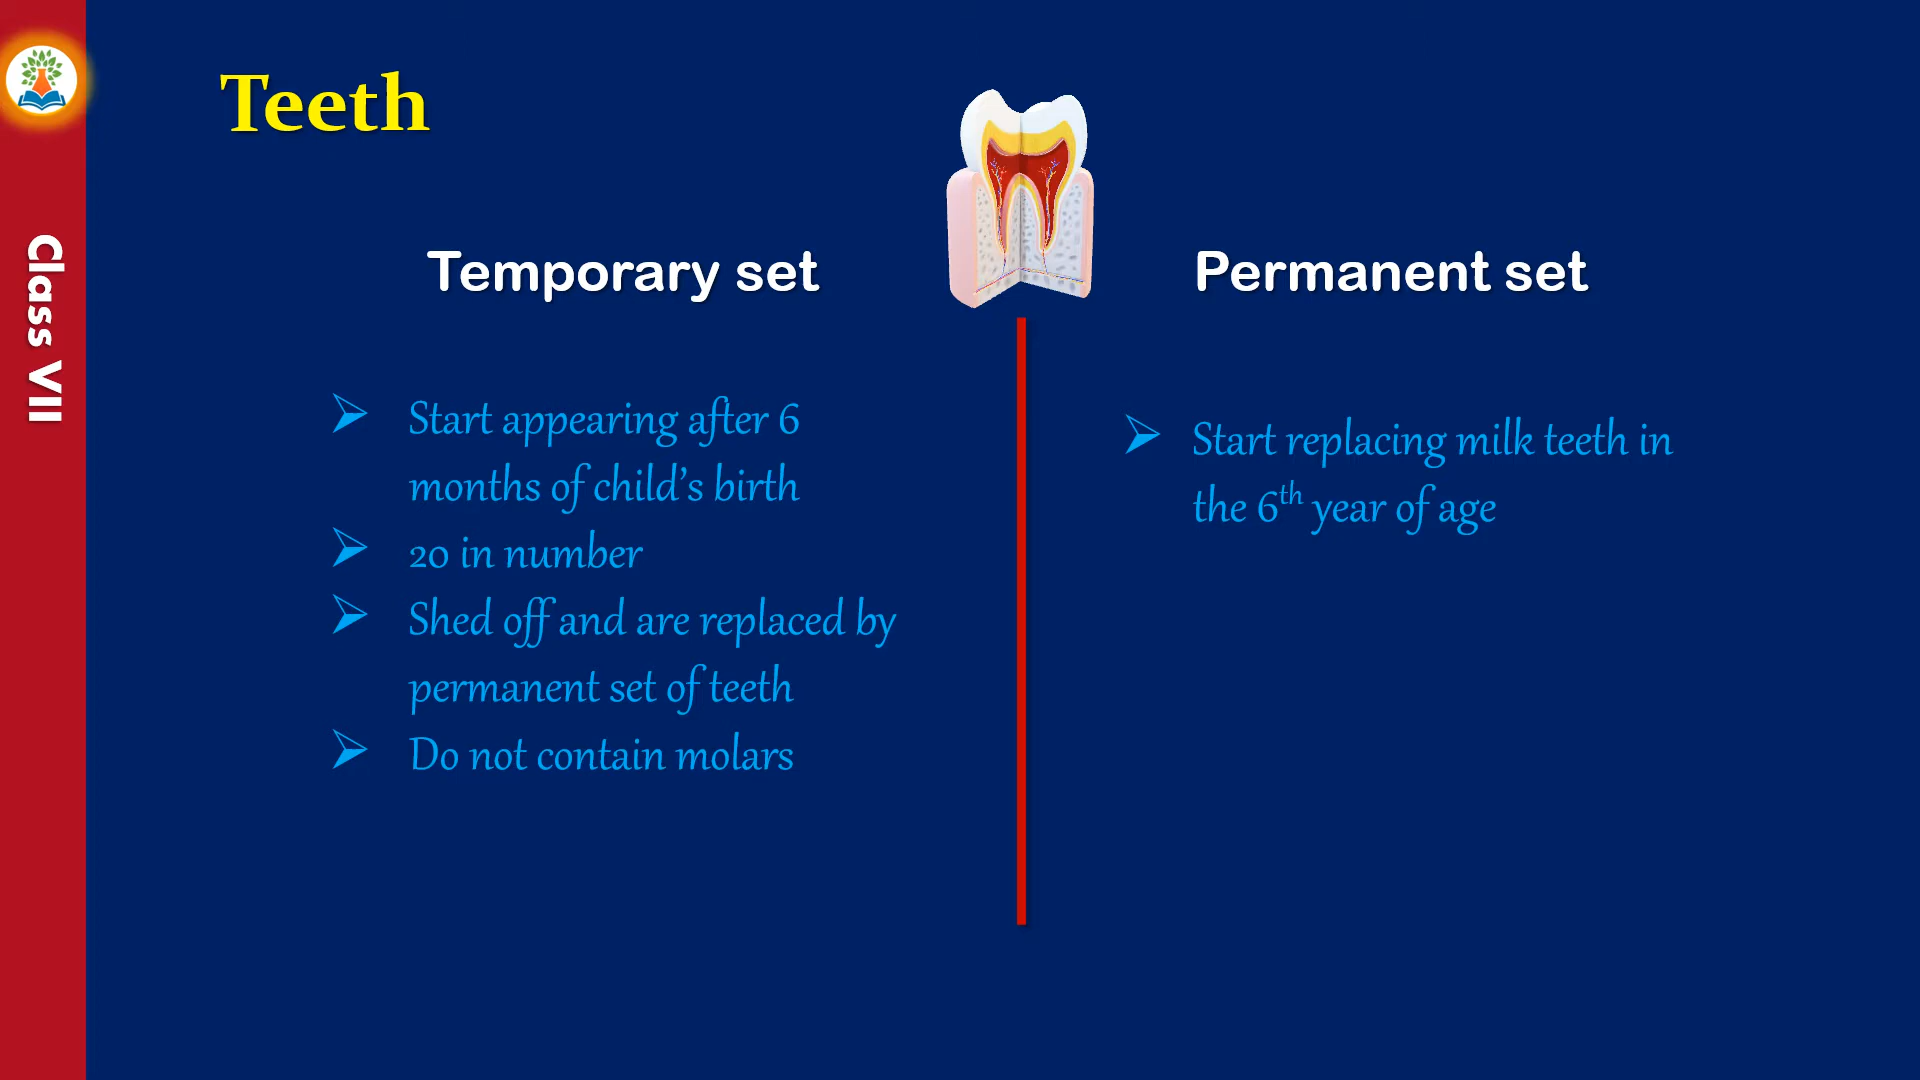 Teeth
Class VII
Temporary set
➢ Start appearing after 6
months of child's birth
➢ 20 in number
➢ Shed off and are replaced by
permanent set of teeth
➢ Do not contain molars
Permanent set
➢ Start replacing milk teeth in
the 6th year of age